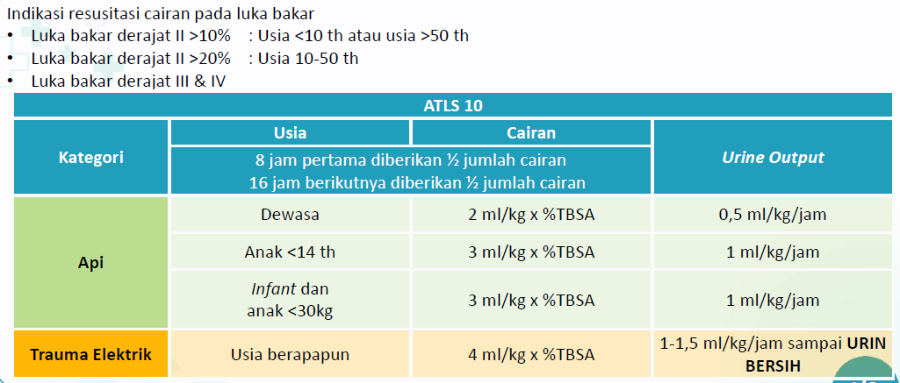 Indikasi resusitasi cairan pada luka bakar
• Luka bakar derajat II >10% : Usia <10 th atau usia >50 th
• Luka bakar derajat II >20% : Usia 10-50 th
• Luka bakar derajat III & IV
ATLS 10
Kategori
Usia
Cairan
Urine Output
8 jam pertama diberikan ½ jumlah cairan
16 jam berikutnya diberikan ½ jumlah cairan
Api
Dewasa
2 ml/kg x %TBSA
0,5 ml/kg/jam
Anak <14 th
3 ml/kg x %TBSA
1 ml/kg/jam
Infant dan
anak <30kg
3 ml/kg x %TBSA
1 ml/kg/jam
Trauma Elektrik
Usia berapapun
4 ml/kg x %TBSA
1-1,5 ml/kg/jam sampai URIN
BERSIH